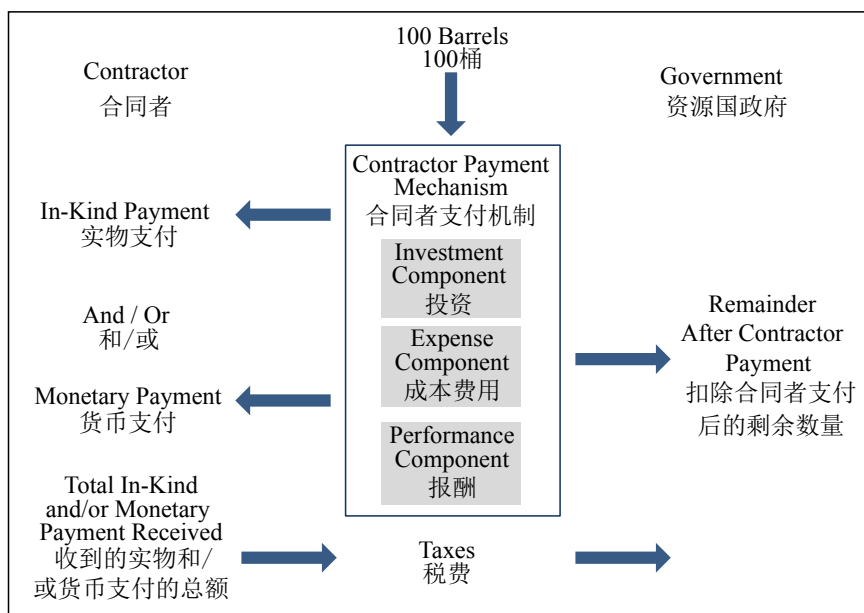 100 Barrels
100桶
Contractor
合同者
Government
资源国政府
Contractor Payment
Mechanism
合同者支付机制
In-Kind Payment
实物支付
Investment
Component
投资
And / Or
和/或
Expense
Component
成本费用
Remainder
After Contractor
Payment
扣除合同者支付
后的剩余数量
Monetary Payment
货币支付
Performance
Component
报酬
Total In-Kind
and/or Monetary
Payment Received
收到的实物和/
或货币支付的总额
Taxes
税费